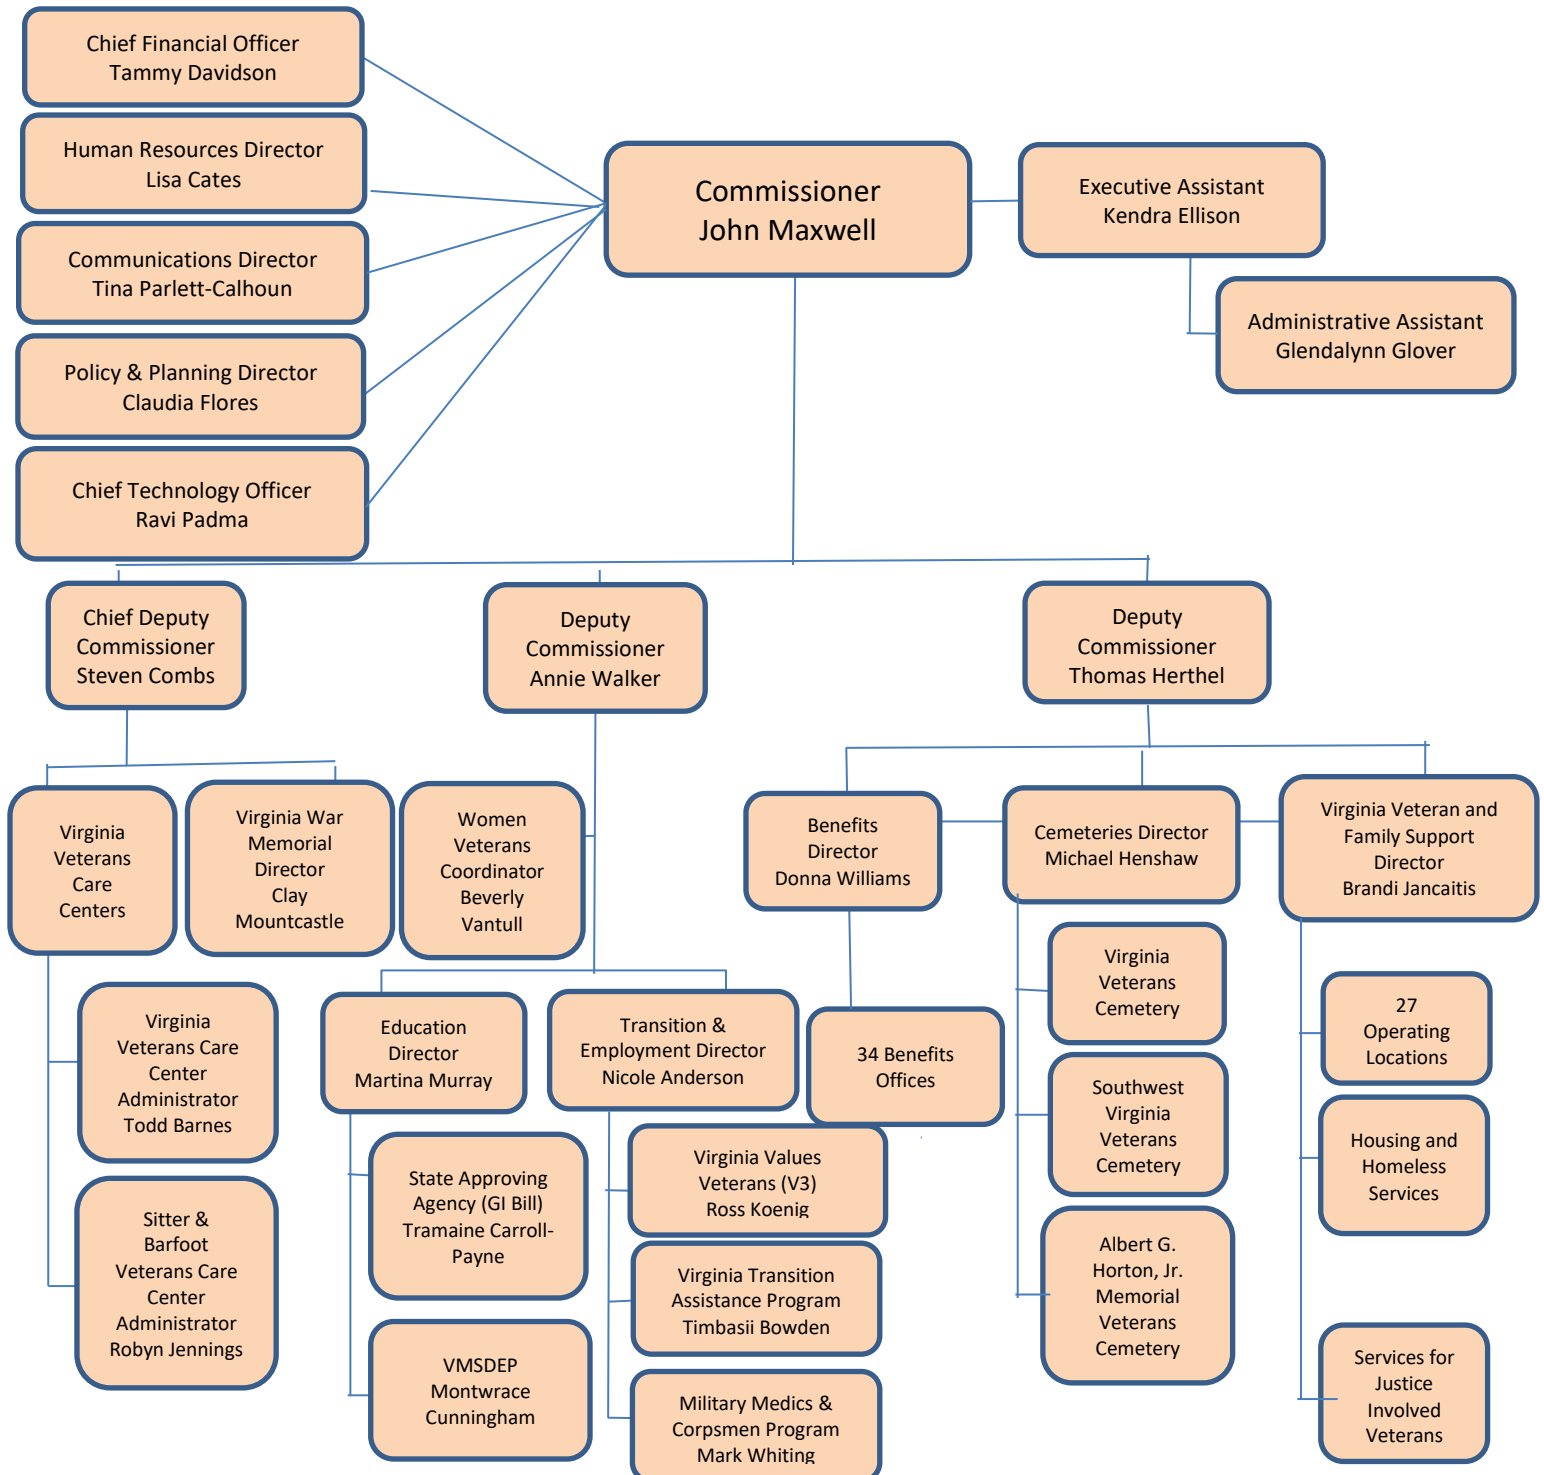 Chief Financial Officer
Tammy Davidson
Human Resources Director
Lisa Cates
Communications Director
Tina Parlett-Calhoun
Policy & Planning Director
Claudia Flores
Chief Technology Officer
Ravi Padma
Commissioner
John Maxwell
Executive Assistant
Kendra Ellison
Administrative Assistant
Glendalynn Glover
Chief Deputy
Commissioner
Steven Combs
Deputy
Commissioner
Annie Walker
Deputy
Commissioner
Thomas Herthel
Virginia
Veterans
Care
Centers
Virginia War
Memorial
Director
Clay
Mountcastle
Women
Veterans
Coordinator
Beverly
Vantull
Benefits
Director
Donna Williams
Cemeteries Director
Michael Henshaw
Virginia Veteran and
Family Support
Director
Brandi Jancaitis
Virginia
Veterans Care
Center
Administrator
Todd Barnes
Sitter &
Barfoot
Veterans Care
Center
Administrator
Robyn Jennings
Education
Director
Martina Murray
State Approving
Agency (GI Bill)
Tramaine Carroll-
Payne
VMSDEP
Montwrace
Cunningham
Transition &
Employment Director
Nicole Anderson
Virginia Values
Veterans (V3)
Ross Koenig
Virginia Transition
Assistance Program
Timbasii Bowden
Military Medics &
Corpsmen Program
Mark Whiting
34 Benefits
Offices
Virginia
Veterans
Cemetery
Southwest
Virginia
Veterans
Cemetery
Albert G.
Horton, Jr.
Memorial
Veterans
Cemetery
27
Operating
Locations
Housing and
Homeless
Services
Services for
Justice
Involved
Veterans